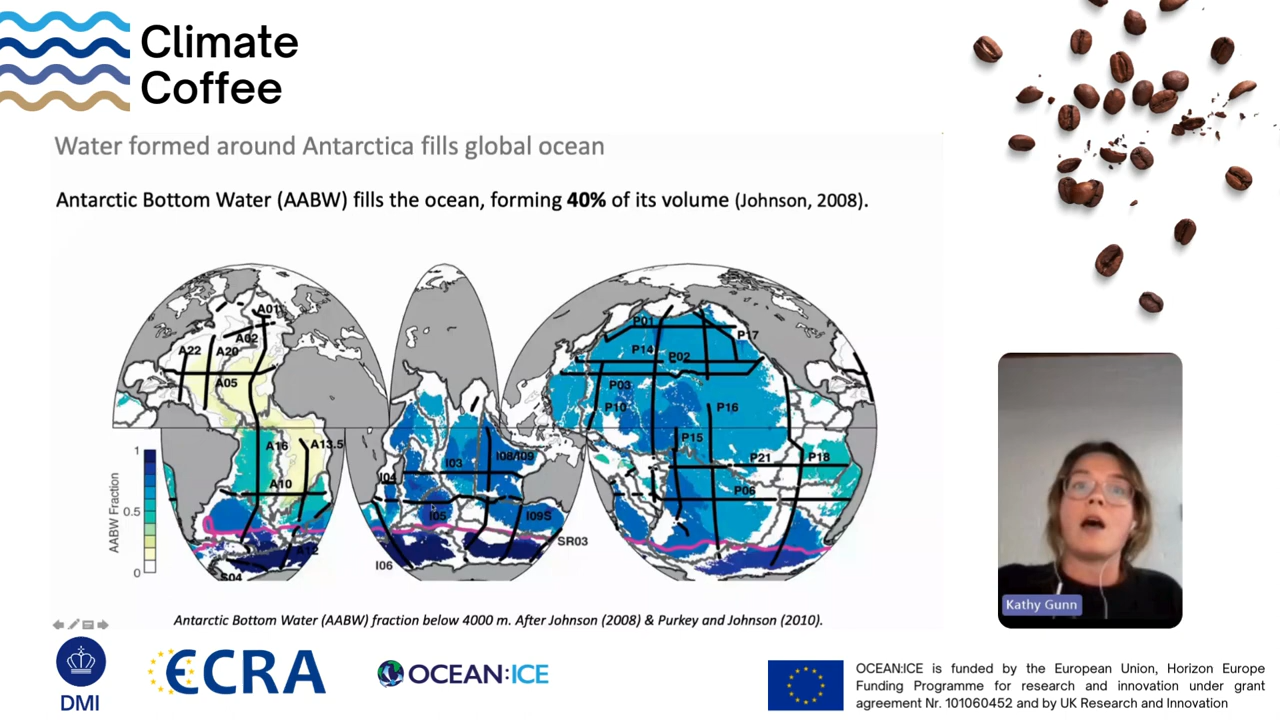 Climate
Coffee
Water formed around Antarctica fills global ocean
Antarctic Bottom Water (AABW) fills the ocean, forming 40% of its volume (Johnson, 2008).
A01
A02
A22
A20
A05
A16
A13.5
A10
A12
S04
1
0.5
0
AABW Fraction
I03
I08/I09
I04
I05
I09S
SR03
I06
P01
P17
P14
P02
P03
P10
P16
P15
P21
P18
P06
Antarctic Bottom Water (AABW) fraction below 4000 m. After Johnson (2008) & Purkey and Johnson (2010).
Kathy Gunn
DMI
ECRA
OCEAN:ICE
OCEAN:ICE is funded by the European Union, Horizon Europe
Funding Programme for research and innovation under grant
agreement Nr. 101060452 and by UK Research and Innovation